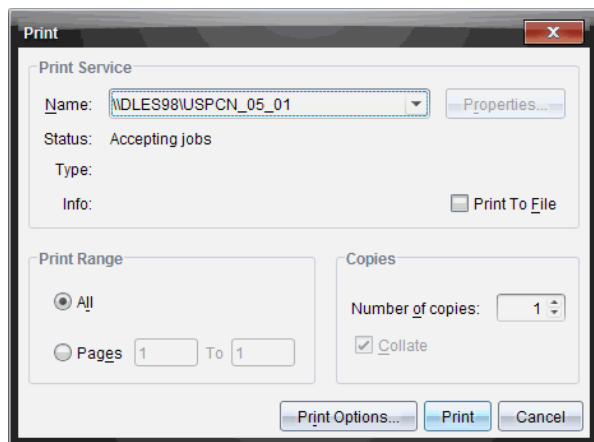 Print
Print Service
Name: \\DLES98\USPCN_05_01 Properties...
Status: Accepting jobs
Type:
Info: Print To File
Print Range Copies
All Number of copies: 1
Pages 1 To 1 Collate
Print Options... Print Cancel